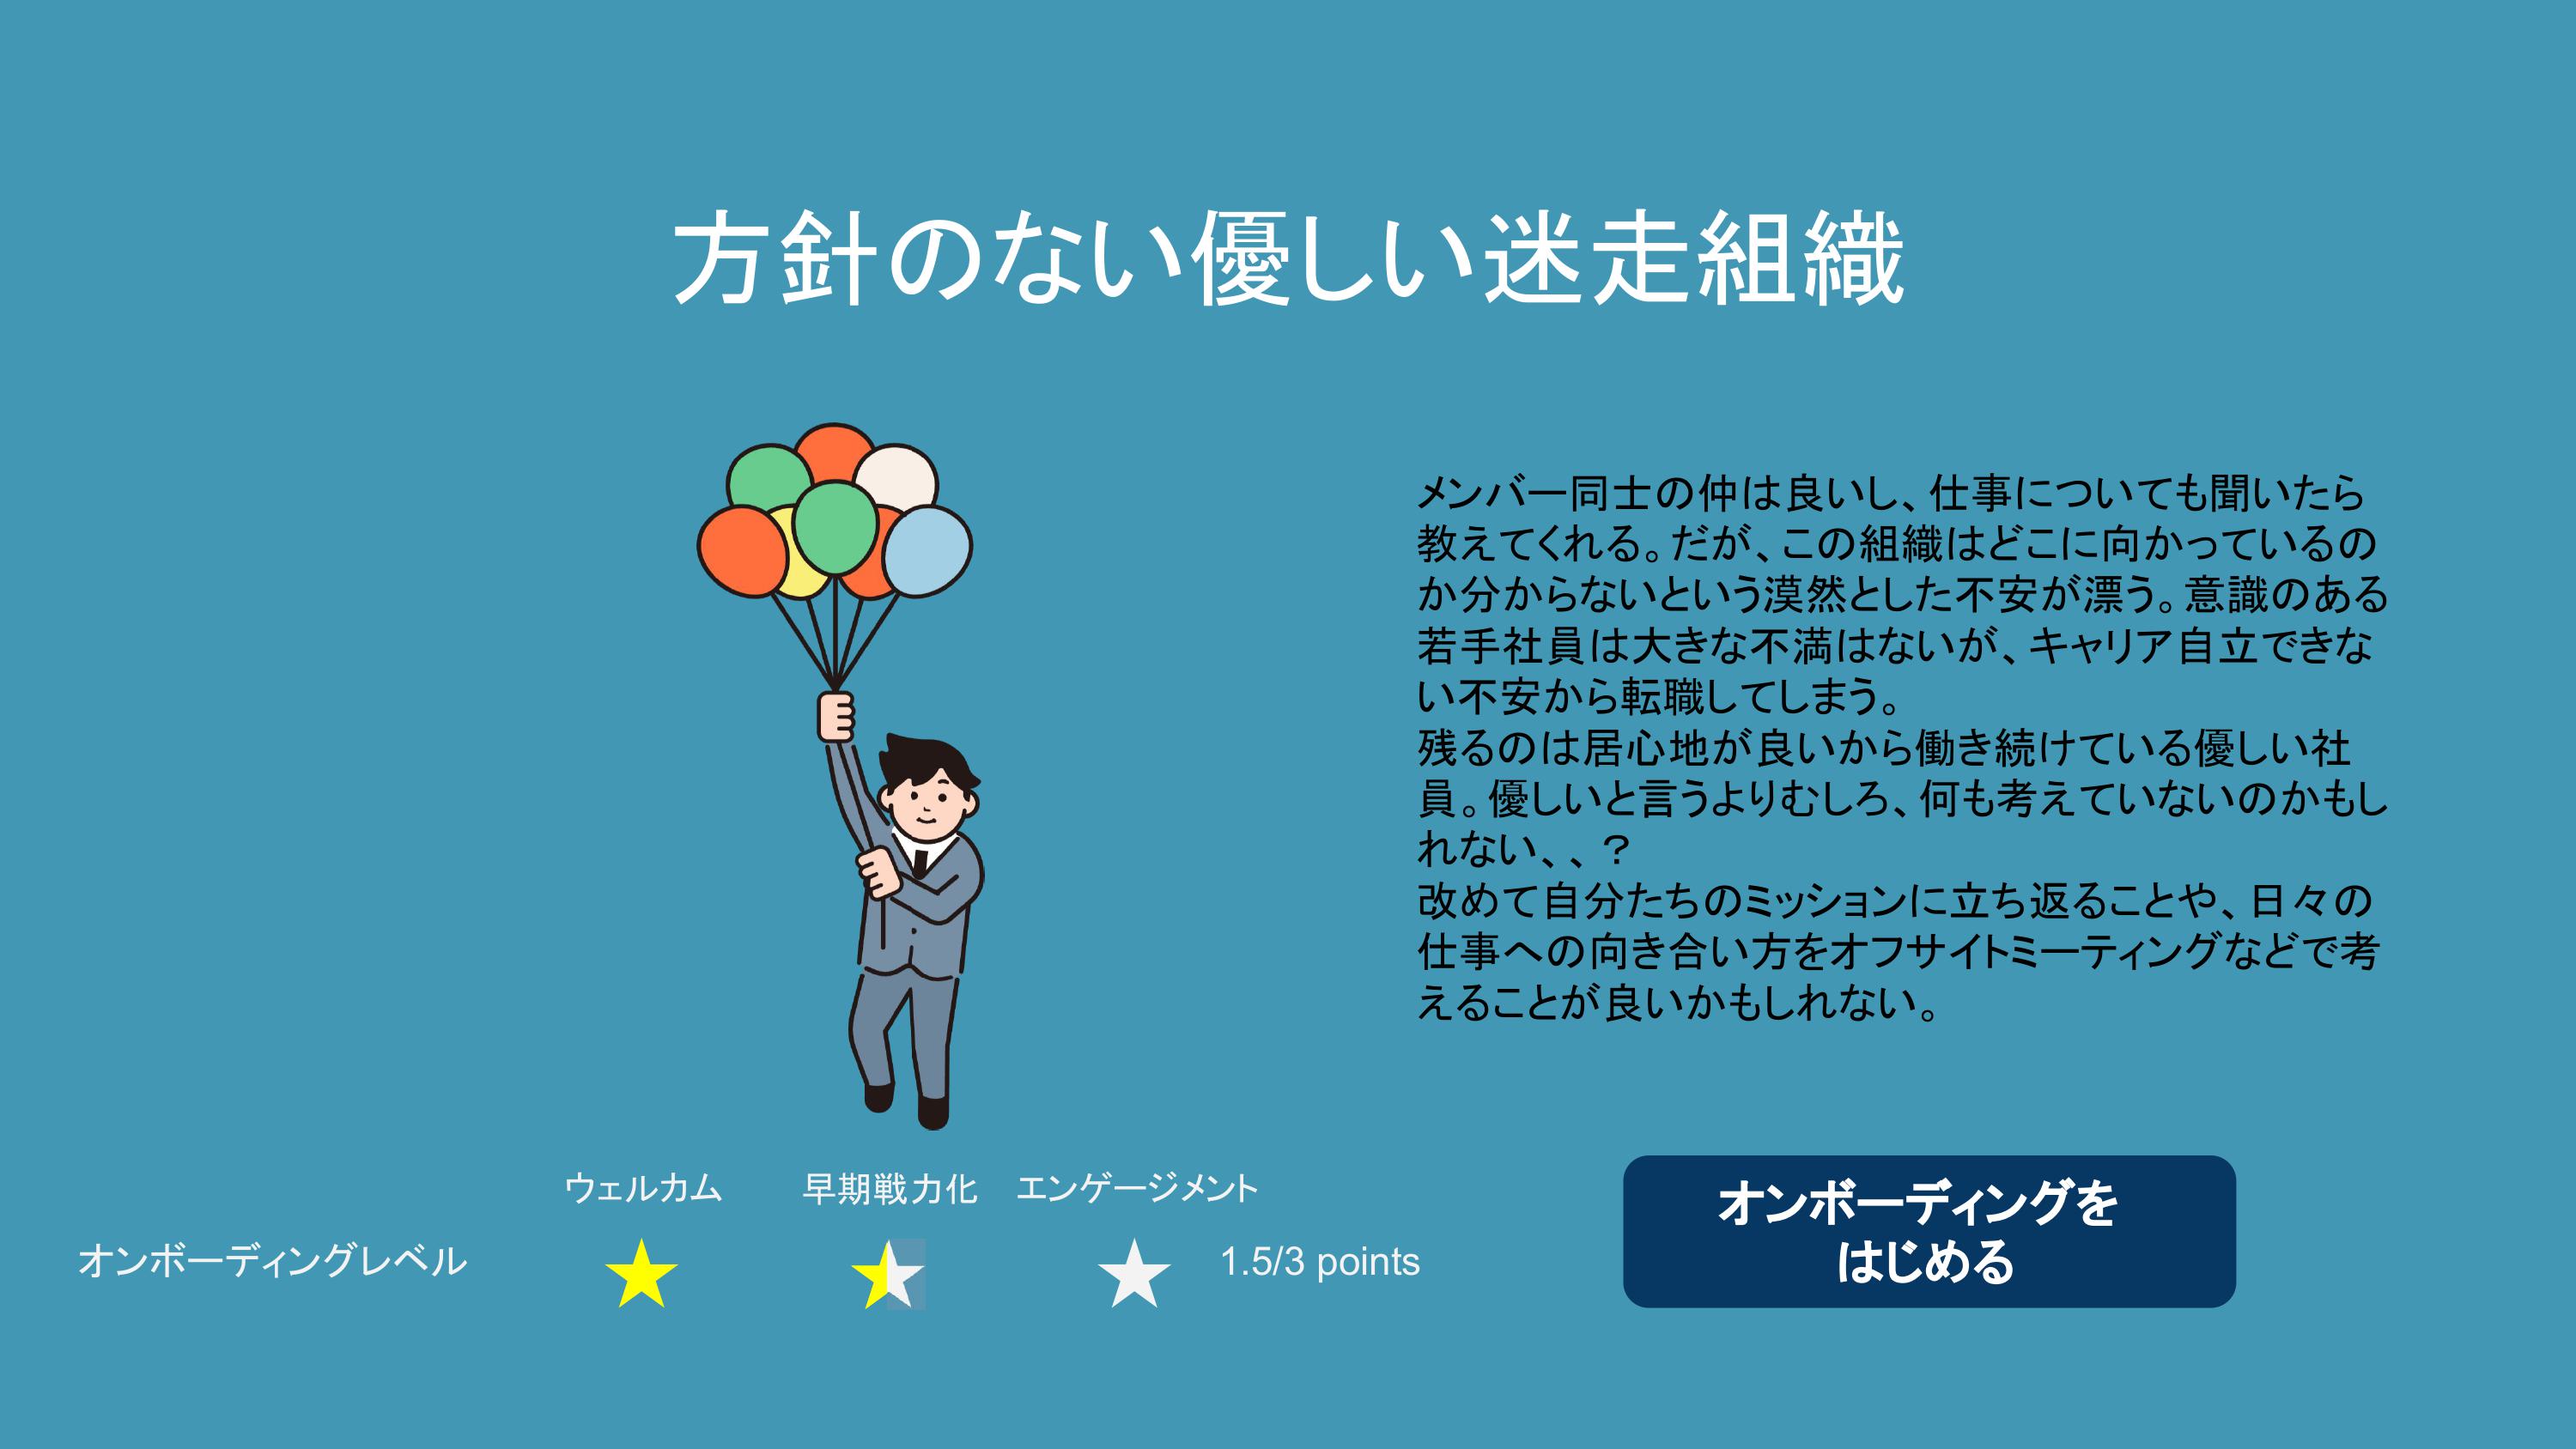 方針のない優しい迷走組織
メンバー同士の仲は良いし、仕事についても聞いたら
教えてくれる。だが、この組織はどこに向かっているの
か分からないという漠然とした不安が漂う。意識のある
若手社員は大きな不満はないが、キャリア自立できな
い不安から転職してしまう。
残るのは居心地が良いから働き続けている優しい社
員。優しいと言うよりむしろ、何も考えていないのかもし
れない、、？
改めて自分たちのミッションに立ち返ることや、日々の
仕事への向き合い方をオフサイトミーティングなどで考
えることが良いかもしれない。
ウェルカム 早期戦力化 エンゲージメント
オンボーディングレベル 1.5/3 points
オンボーディングを
はじめる